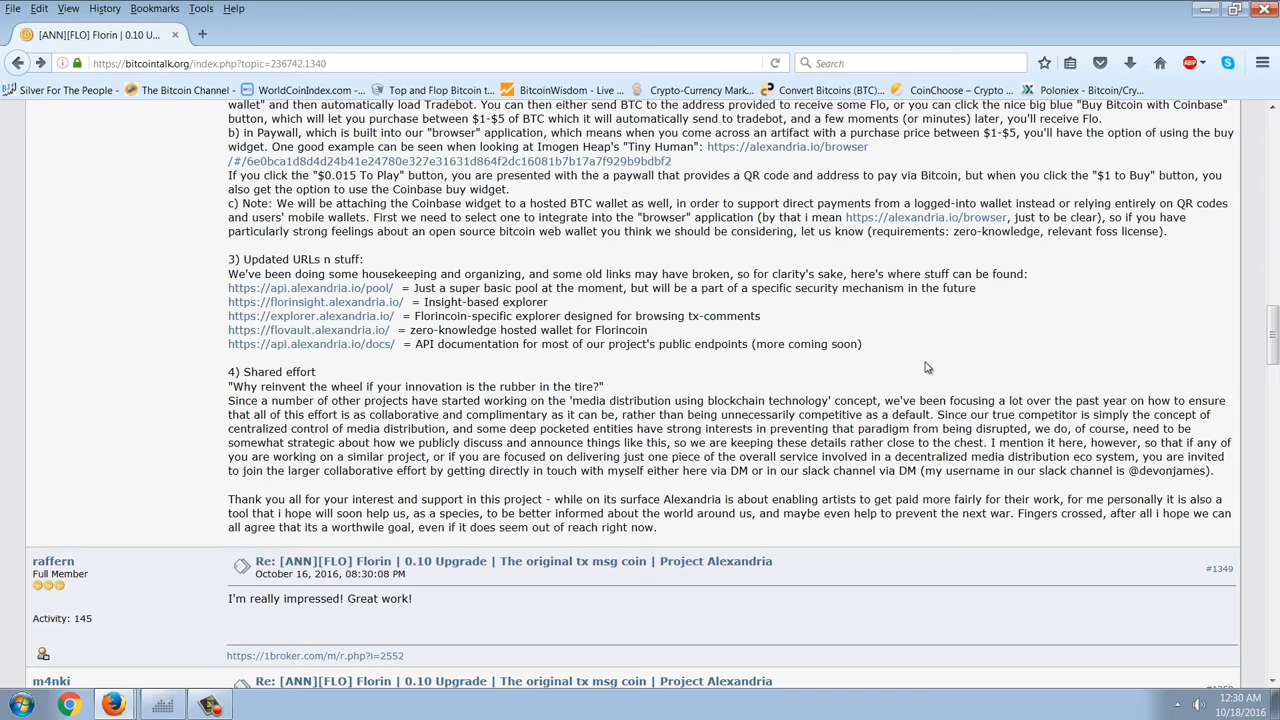 File Edit View History Bookmarks Tools Help
[ANN][FLO] Florin | 0.10 U...
https://bitcointalk.org/index.php?topic=236742.1340
Search
ABP
Silver For The People - The Bitcoin Channel - WorldCoinIndex.com - Top and Flop Bitcoin t... BitcoinWisdom - Live ... Crypto-Currency Mark... Convert Bitcoins (BTC)... CoinChoose – Crypto ... Poloniex - Bitcoin/Cry...
wallet" and then automatically load Tradebot. You can then either send BTC to the address provided to receive some Flo, or you can click the nice big blue "Buy Bitcoin with Coinbase"
button, which will let you purchase between $1-$5 of BTC which it will automatically send to tradebot, and a few moments (or minutes) later, you'll receive Flo.
b) in Paywall, which is built into our "browser" application, which means when you come across an artifact with a purchase price between $1-$5, you'll have the option of using the buy
widget. One good example can be seen when looking at Imogen Heap's "Tiny Human": https://alexandria.io/browser
/#/6e0bca1d8d4d24b41e24780e327e31631d864f2dc16081b7b17a7f929b9bdbf2
If you click the "$0.015 To Play" button, you are presented with the a paywall that provides a QR code and address to pay via Bitcoin, but when you click the "$1 to Buy" button, you
also get the option to use the Coinbase buy widget.
c) Note: We will be attaching the Coinbase widget to a hosted BTC wallet as well, in order to support direct payments from a logged-into wallet instead or relying entirely on QR codes
and users' mobile wallets. First we need to select one to integrate into the "browser" application (by that i mean https://alexandria.io/browser, just to be clear), so if you have
particularly strong feelings about an open source bitcoin web wallet you think we should be considering, let us know (requirements: zero-knowledge, relevant foss license).
3) Updated URLs n stuff:
We've been doing some housekeeping and organizing, and some old links may have broken, so for clarity's sake, here's where stuff can be found:
https://api.alexandria.io/pool/ = Just a super basic pool at the moment, but will be a part of a specific security mechanism in the future
https://florinsight.alexandria.io/ = Insight-based explorer
https://explorer.alexandria.io/ = Florincoin-specific explorer designed for browsing tx-comments
https://flovault.alexandria.io/ = zero-knowledge hosted wallet for Florincoin
https://api.alexandria.io/docs/ = API documentation for most of our project's public endpoints (more coming soon)
4) Shared effort
"Why reinvent the wheel if your innovation is the rubber in the tire?"
Since a number of other projects have started working on the 'media distribution using blockchain technology' concept, we've been focusing a lot over the past year on how to ensure
that all of this effort is as collaborative and complimentary as it can be, rather than being unnecessarily competitive as a default. Since our true competitor is simply the concept of
centralized control of media distribution, and some deep pocketed entities have strong interests in preventing that paradigm from being disrupted, we do, of course, need to be
somewhat strategic about how we publicly discuss and announce things like this, so we are keeping these details rather close to the chest. I mention it here, however, so that if any of
you are working on a similar project, or if you are focused on delivering just one piece of the overall service involved in a decentralized media distribution eco system, you are invited
to join the larger collaborative effort by getting directly in touch with myself either here via DM or in our slack channel via DM (my username in our slack channel is @devonjames).
Thank you all for your interest and support in this project - while on its surface Alexandria is about enabling artists to get paid more fairly for their work, for me personally it is also a
tool that i hope will soon help us, as a species, to be better informed about the world around us, and maybe even help to prevent the next war. Fingers crossed, after all i hope we can
all agree that its a worthwile goal, even if it does seem out of reach right now.
raffern
Full Member
Activity: 145
Re: [ANN][FLO] Florin | 0.10 Upgrade | The original tx msg coin | Project Alexandria
October 16, 2016, 08:30:08 PM
#1349
I'm really impressed! Great work!
https://1broker.com/m/r.php?i=2552
m4nki
Re: [ANN][FLO] Florin | 0.10 Upgrade | The original tx msg coin | Project Alexandria
12:30 AM
10/18/2016